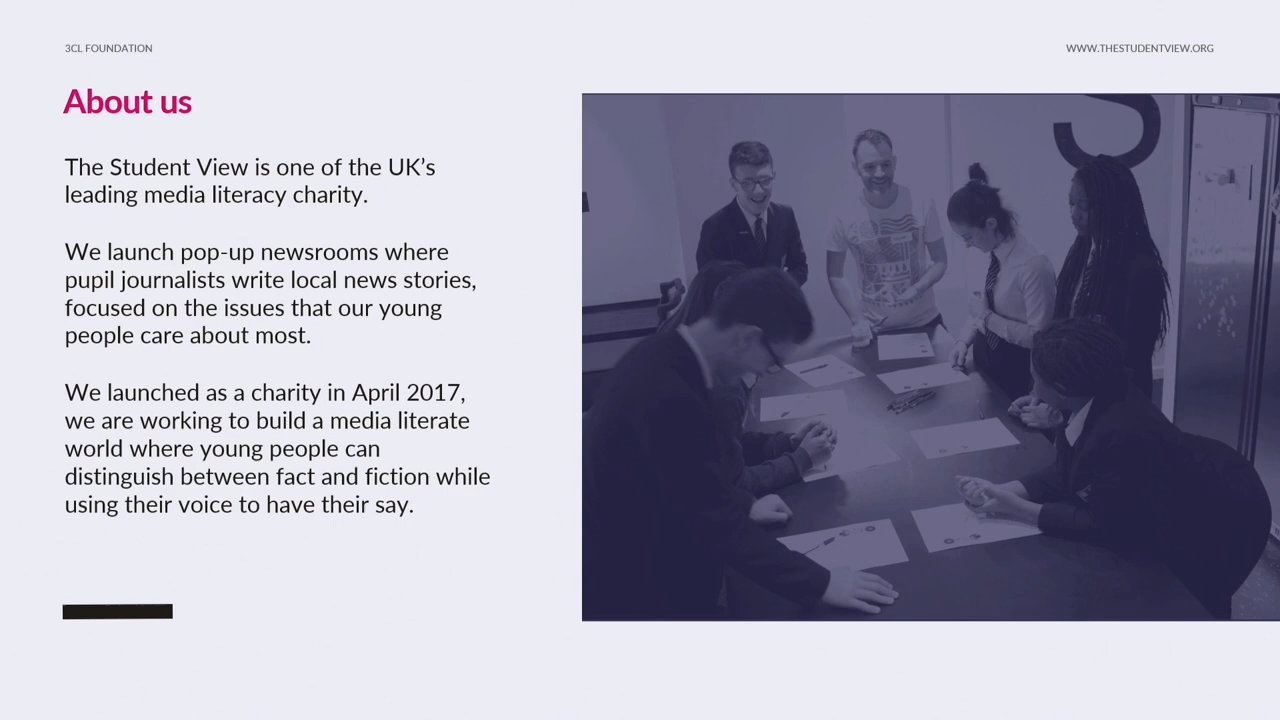 3CL FOUNDATION
WWW.THESTUDENTVIEW.ORG
About us
The Student View is one of the UK’s
leading media literacy charity.
We launch pop-up newsrooms where
pupil journalists write local news stories,
focused on the issues that our young
people care about most.
We launched as a charity in April 2017,
we are working to build a media literate
world where young people can
distinguish between fact and fiction while
using their voice to have their say.
S